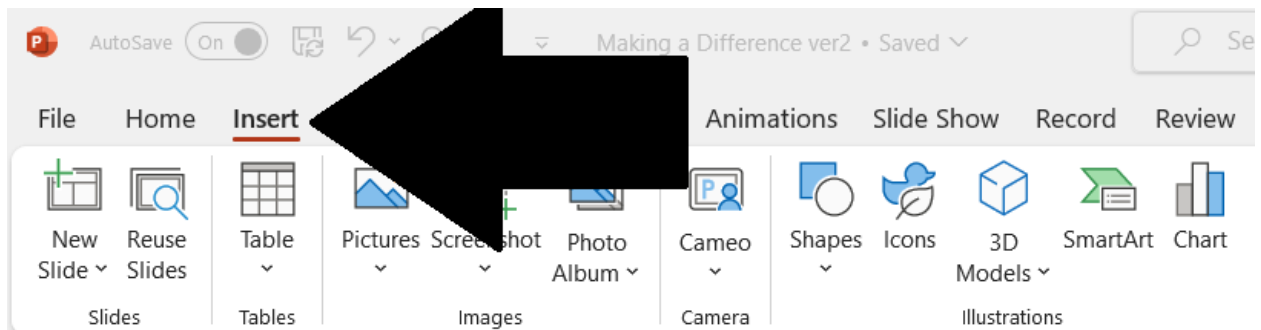 P AutoSave On Making a Difference ver2 • Saved Se
File Home Insert Animations Slide Show Record Review
New Slide Reuse Slides Table Pictures Photo Album P Cameo Shapes Icons 3D Models SmartArt Chart
Slides Tables Images Camera Illustrations